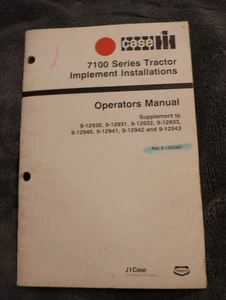 case IH
7100 Series Tractor
Implement Installations
Operators Manual
Supplement to
9-12930, 9-12931, 9-12932, 9-12933,
9-12940, 9-12941, 9-12942 and 9-12943
J I Case